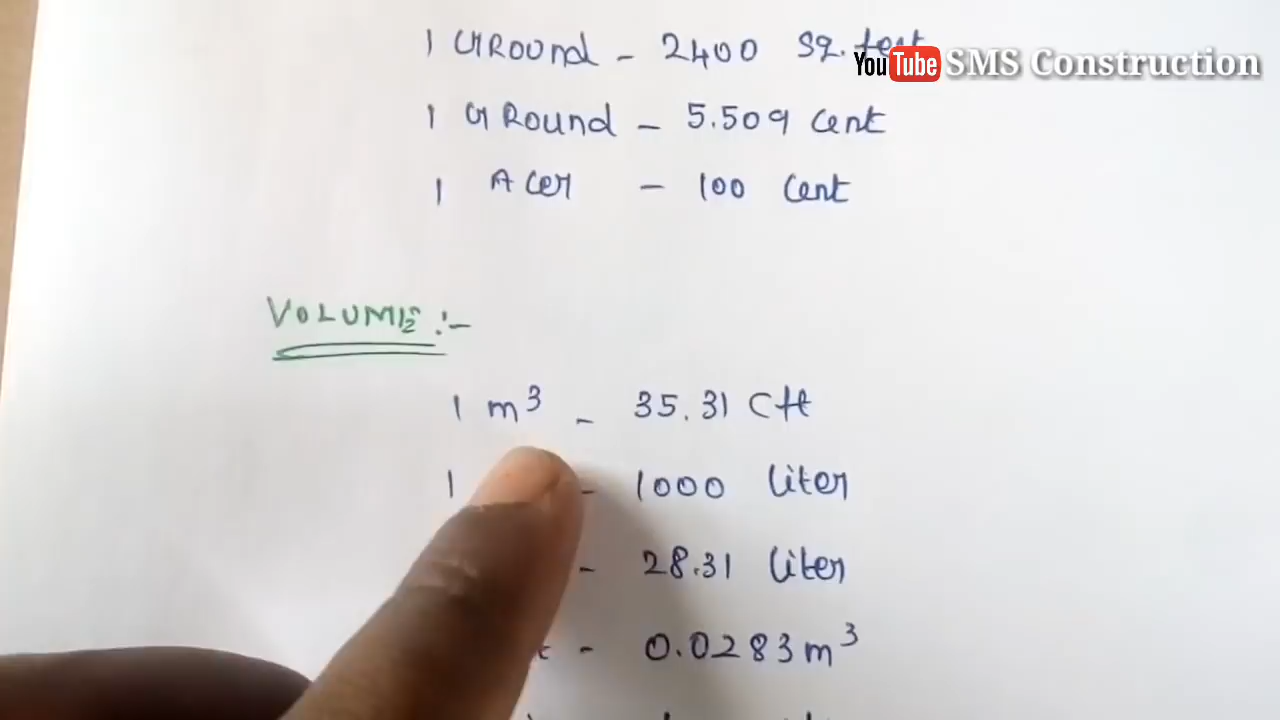 1 GROUND - 2400 Sq. feet
YouTube SMS Construction
1 GROUND - 5.509 Cent
1 Acer - 100 Cent
VOLUME :-
1 m³ - 35.31 Cft
1 - 1000 liter
- 28.31 liter
- 0.0283 m³